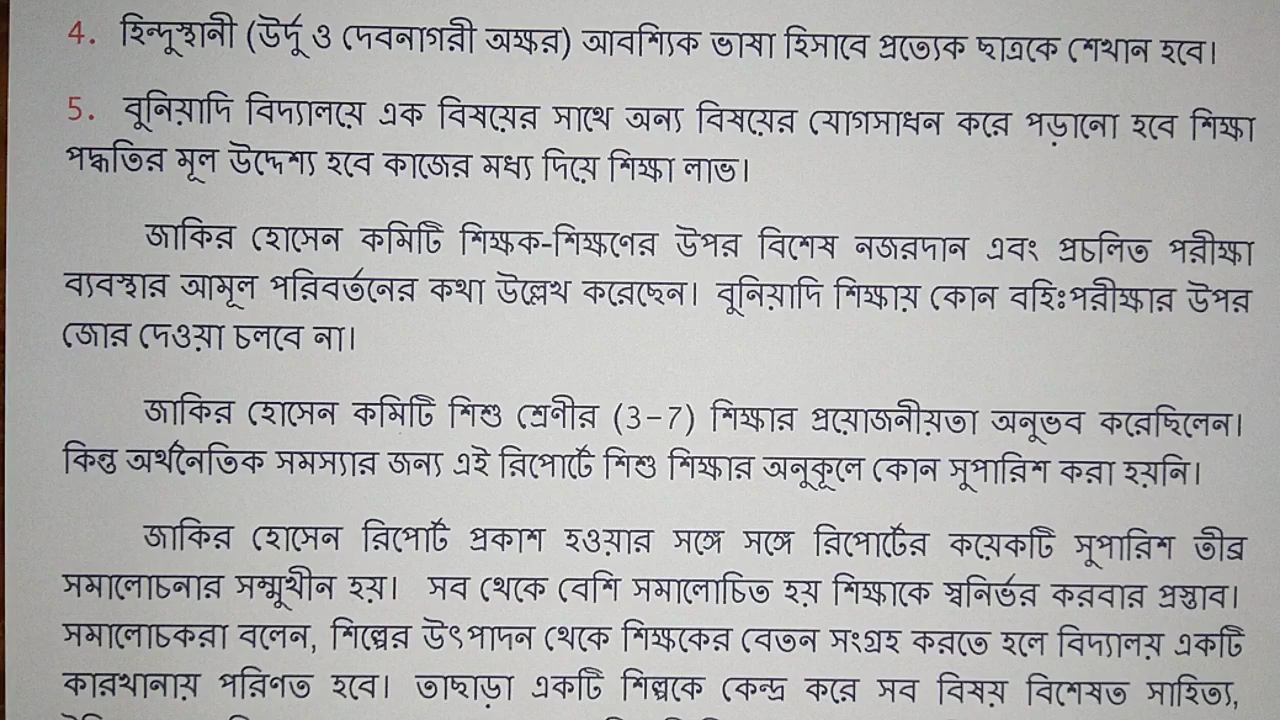 4. হিন্দুস্থানী (উর্দু ও দেবনাগরী অক্ষর) আবশ্যিক ভাষা হিসাবে প্রত্যেক ছাত্রকে শেখান হবে।
5. বুনিয়াদি বিদ্যালয়ে এক বিষয়ের সাথে অন্য বিষয়ের যোগসাধন করে পড়ানো হবে শিক্ষা
পদ্ধতির মূল উদ্দেশ্য হবে কাজের মধ্য দিয়ে শিক্ষা লাভ।
জাকির হোসেন কমিটি শিক্ষক-শিক্ষণের উপর বিশেষ নজরদান এবং প্রচলিত পরীক্ষা
ব্যবস্থার আমূল পরিবর্তনের কথা উল্লেখ করেছেন। বুনিয়াদি শিক্ষায় কোন বহিঃপরীক্ষার উপর
জোর দেওয়া চলবে না।
জাকির হোসেন কমিটি শিশু শ্রেণীর (3-7) শিক্ষার প্রয়োজনীয়তা অনুভব করেছিলেন।
কিন্তু অর্থনৈতিক সমস্যার জন্য এই রিপোর্টে শিশু শিক্ষার অনুকূলে কোন সুপারিশ করা হয়নি।
জাকির হোসেন রিপোর্ট প্রকাশ হওয়ার সঙ্গে সঙ্গে রিপোর্টের কয়েকটি সুপারিশ তীব্র
সমালোচনার সম্মুখীন হয়। সব থেকে বেশি সমালোচিত হয় শিক্ষাকে স্বনির্ভর করবার প্রস্তাব।
সমালোচকরা বলেন, শিল্পের উৎপাদন থেকে শিক্ষকের বেতন সংগ্রহ করতে হলে বিদ্যালয় একটি
কারখানায় পরিণত হবে। তাছাড়া একটি শিল্পকে কেন্দ্র করে সব বিষয় বিশেষত সাহিত্য,